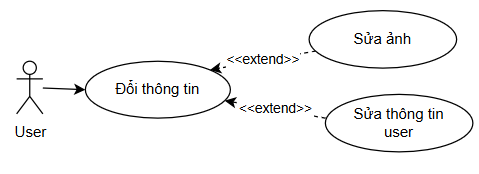 Sửa ảnh
<<extend>>
Đổi thông tin
<<extend>>
Sửa thông tin
user
User